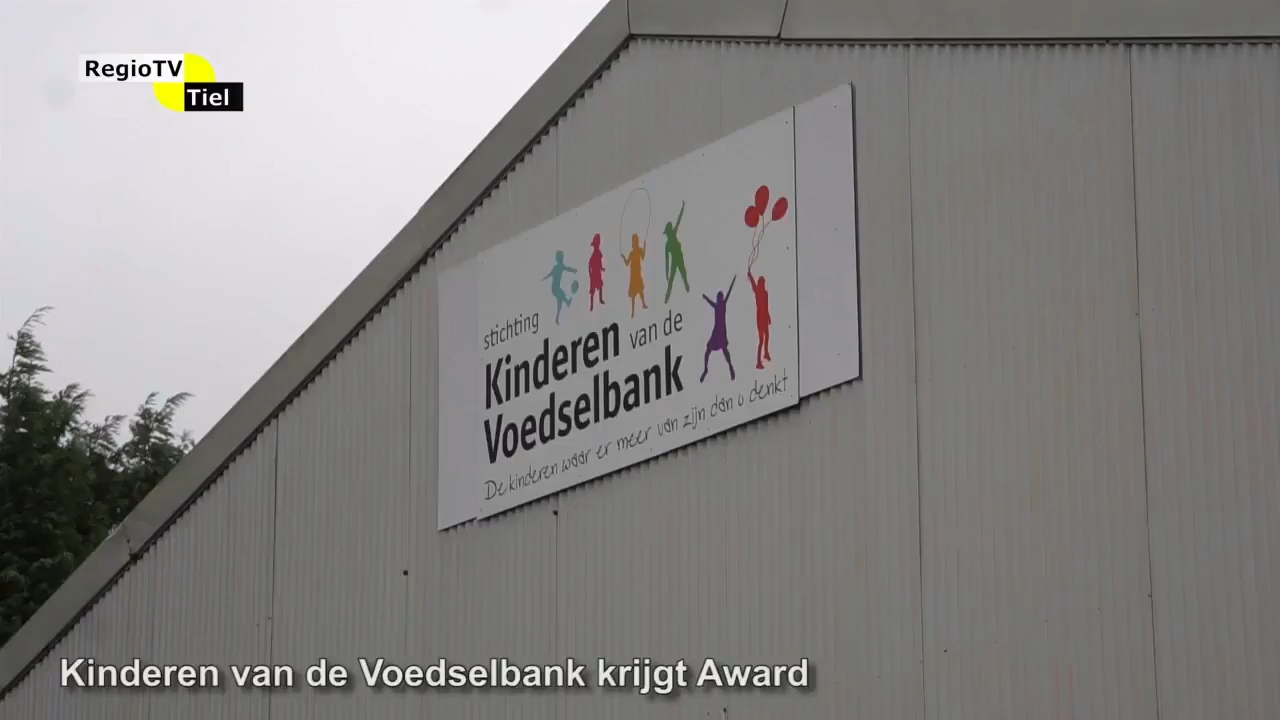 RegioTV
Tiel
stichting
Kinderen van de
Voedselbank
De kinderen waar er meer van zijn dan u denkt
Kinderen van de Voedselbank krijgt Award